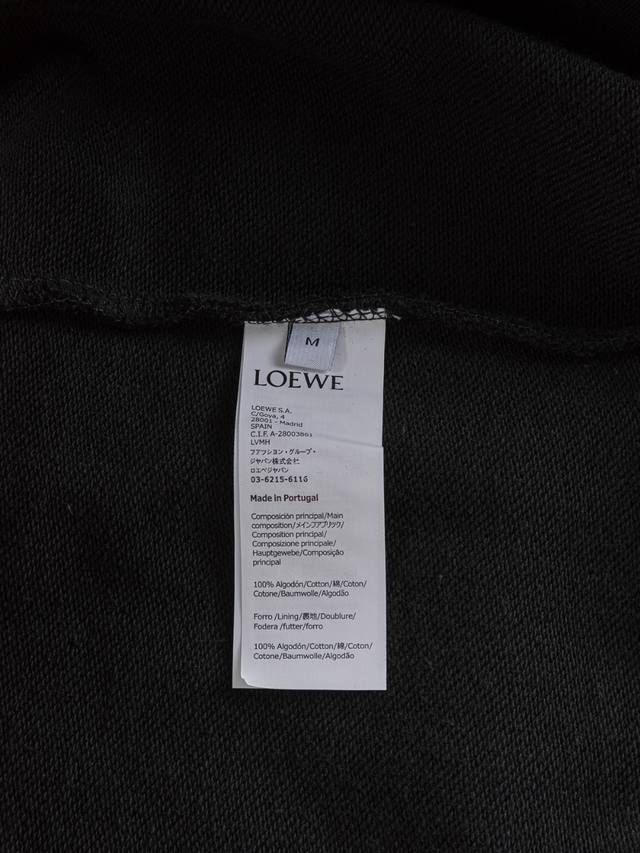 M
LOEWE
LOEWE S.A.
C/Goya, 4
28001 - Madrid
SPAIN
C.I.F. A-28003861
LVMH
ファッション・グループ・
ジャパン株式会社
ロエベジャパン
03-6215-6116
Made in Portugal
Composición principal/Main
composition/メインファブリック/
Composition principal/
Composizione principale/
Hauptgewebe/Composição
principal
100% Algodón/Cotton/綿/Coton/
Cotone/Baumwolle/Algodão
Forro /Lining/裏地/Doublure/
Fodera /futter/forro
100% Algodón/Cotton/綿/Coton/
Cotone/Baumwolle/Algodão